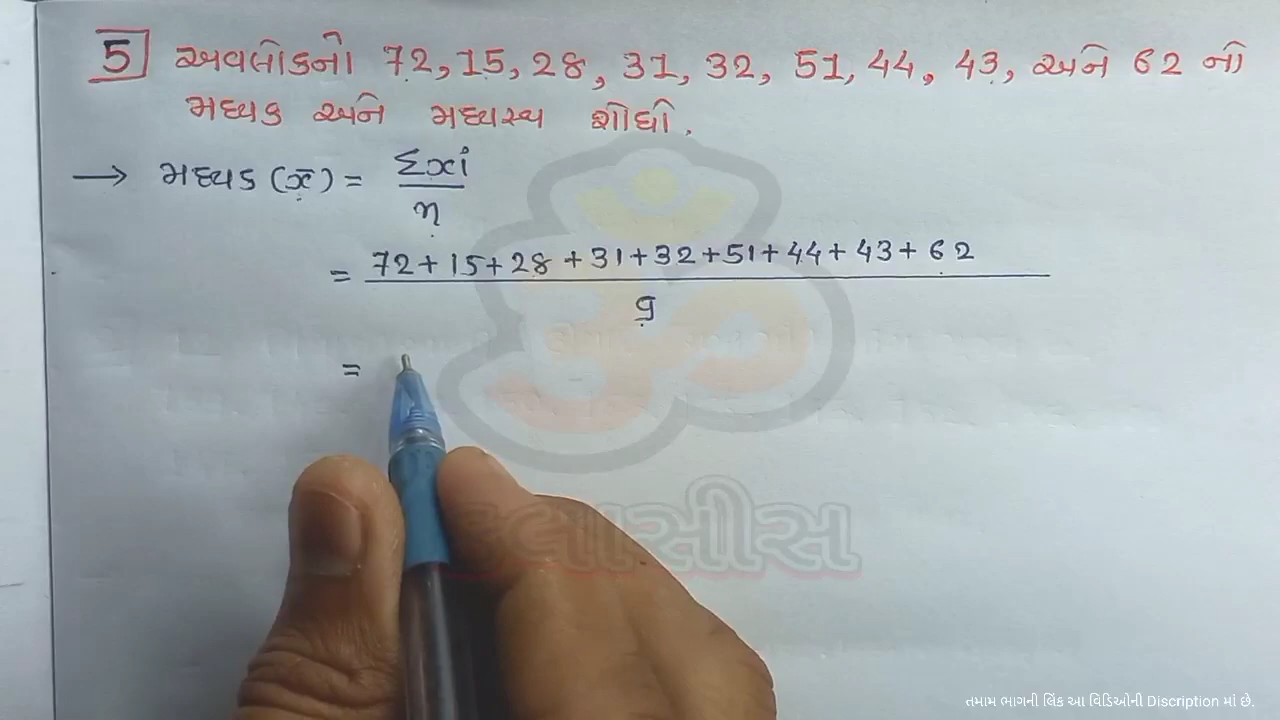 5 અવલોકનો 72, 15, 28, 31, 32, 51, 44, 43, અને 62 નો
મધ્યક અને મધ્યસ્થ શોધો.
→ મધ્યક (x̄) = Σxi
n
= 72+15+28+31+32+51+44+43+62
9
=
ક્લાસીસ
તમામ ભાગની લિંક આ વિડિઓની Discription માં છે.